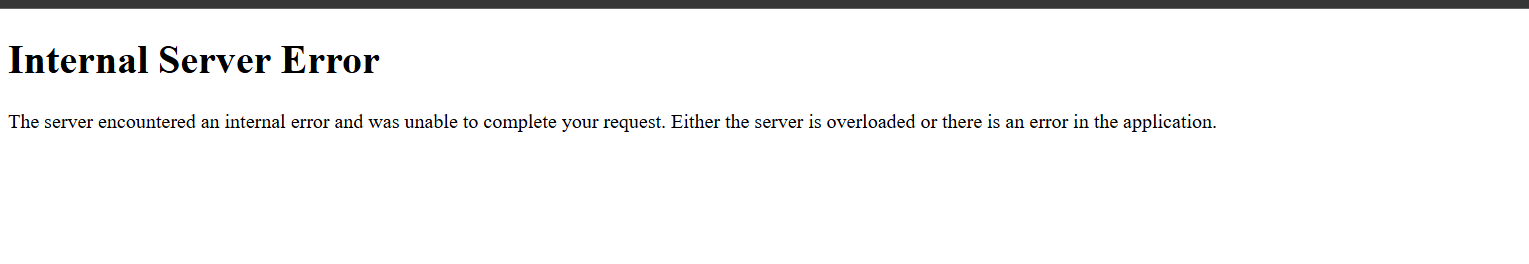 Internal Server Error
The server encountered an internal error and was unable to complete your request. Either the server is overloaded or there is an error in the application.